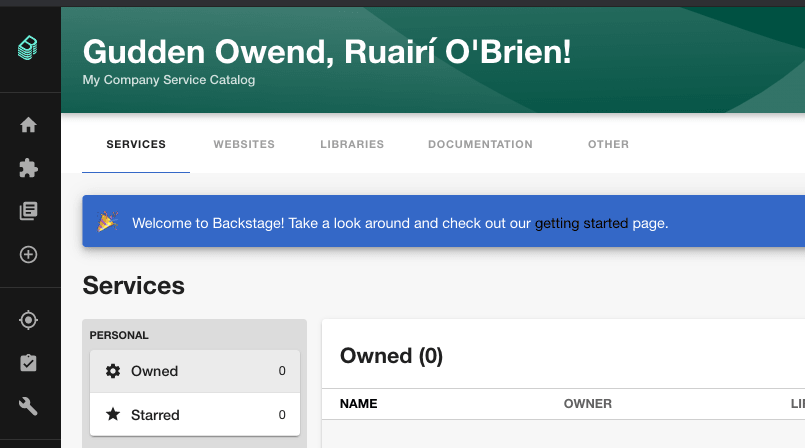 Gudden Owend, Ruairí O'Brien!
My Company Service Catalog
SERVICES WEBSITES LIBRARIES DOCUMENTATION OTHER
Welcome to Backstage! Take a look around and check out our getting started page.
Services
PERSONAL
Owned 0
Starred 0
Owned (0)
NAME OWNER